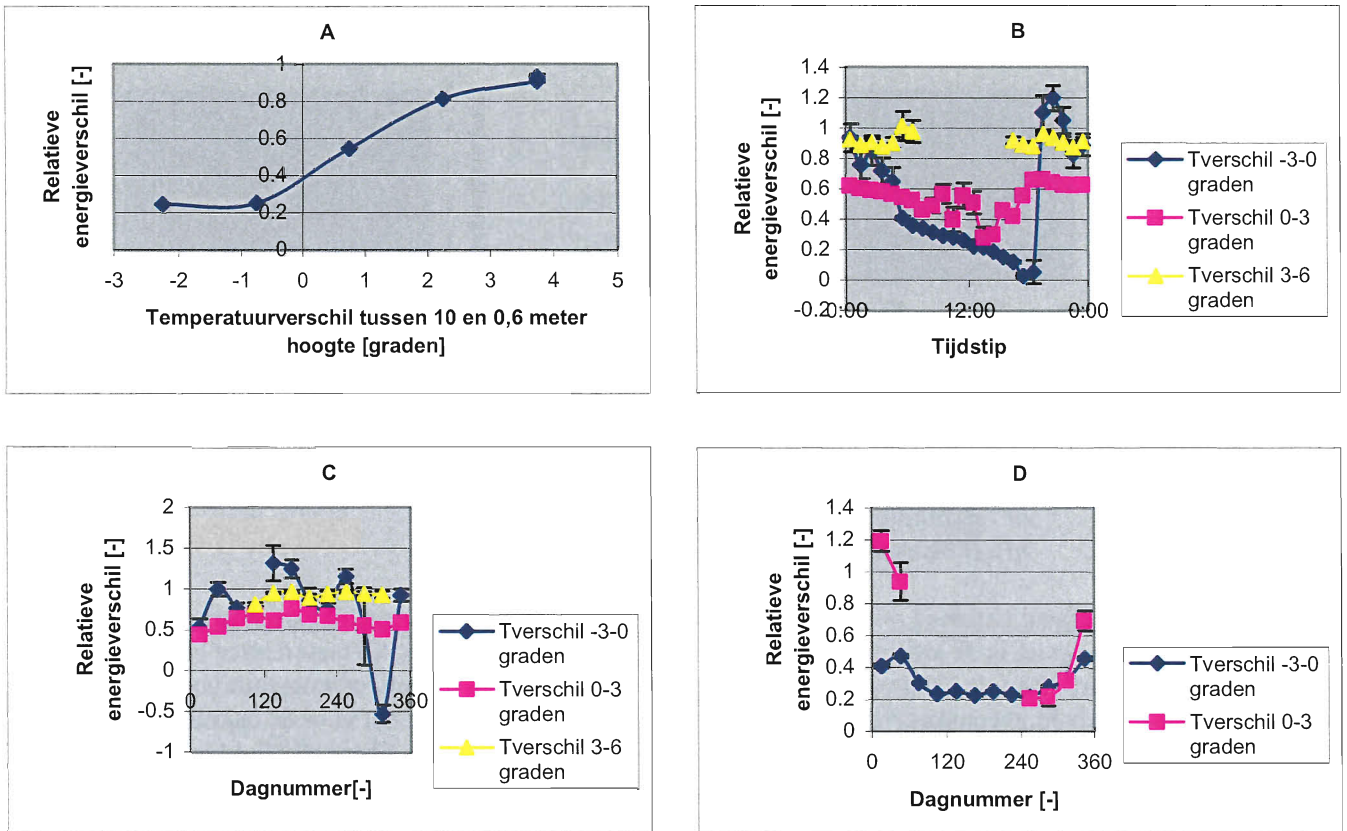 A
Relatieve
energieverschil [-]
1
0.8
0.6
0.4
0.2
0
-3
-2
-1
0
1
2
3
4
5
Temperatuurverschil tussen 10 en 0,6 meter
hoogte [graden]
B
Relatieve
energieverschil [-]
1.4
1.2
1
0.8
0.6
0.4
0.2
0
-0.2
0:00
12:00
0:00
Tijdstip
Tverschil -3-0
graden
Tverschil 0-3
graden
Tverschil 3-6
graden
C
Relatieve
energieverschil [-]
2
1.5
1
0.5
0
-0.5
-1
0
120
240
360
Dagnummer[-]
Tverschil -3-0
graden
Tverschil 0-3
graden
Tverschil 3-6
graden
D
Relatieve
energieverschil [-]
1.4
1.2
1
0.8
0.6
0.4
0.2
0
0
120
240
360
Dagnummer [-]
Tverschil -3-0
graden
Tverschil 0-3
graden